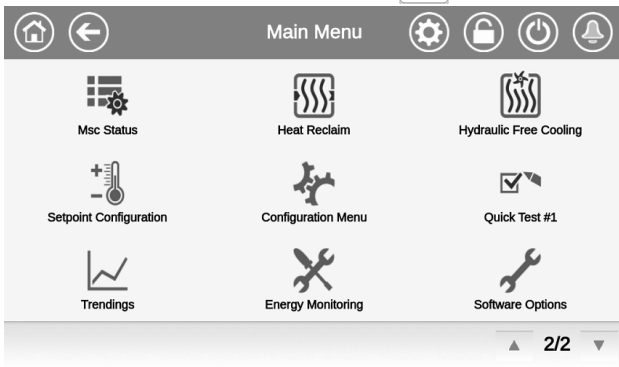 Main Menu
Msc Status
Heat Reclaim
Hydraulic Free Cooling
Setpoint Configuration
Configuration Menu
Quick Test #1
Trendings
Energy Monitoring
Software Options
2/2